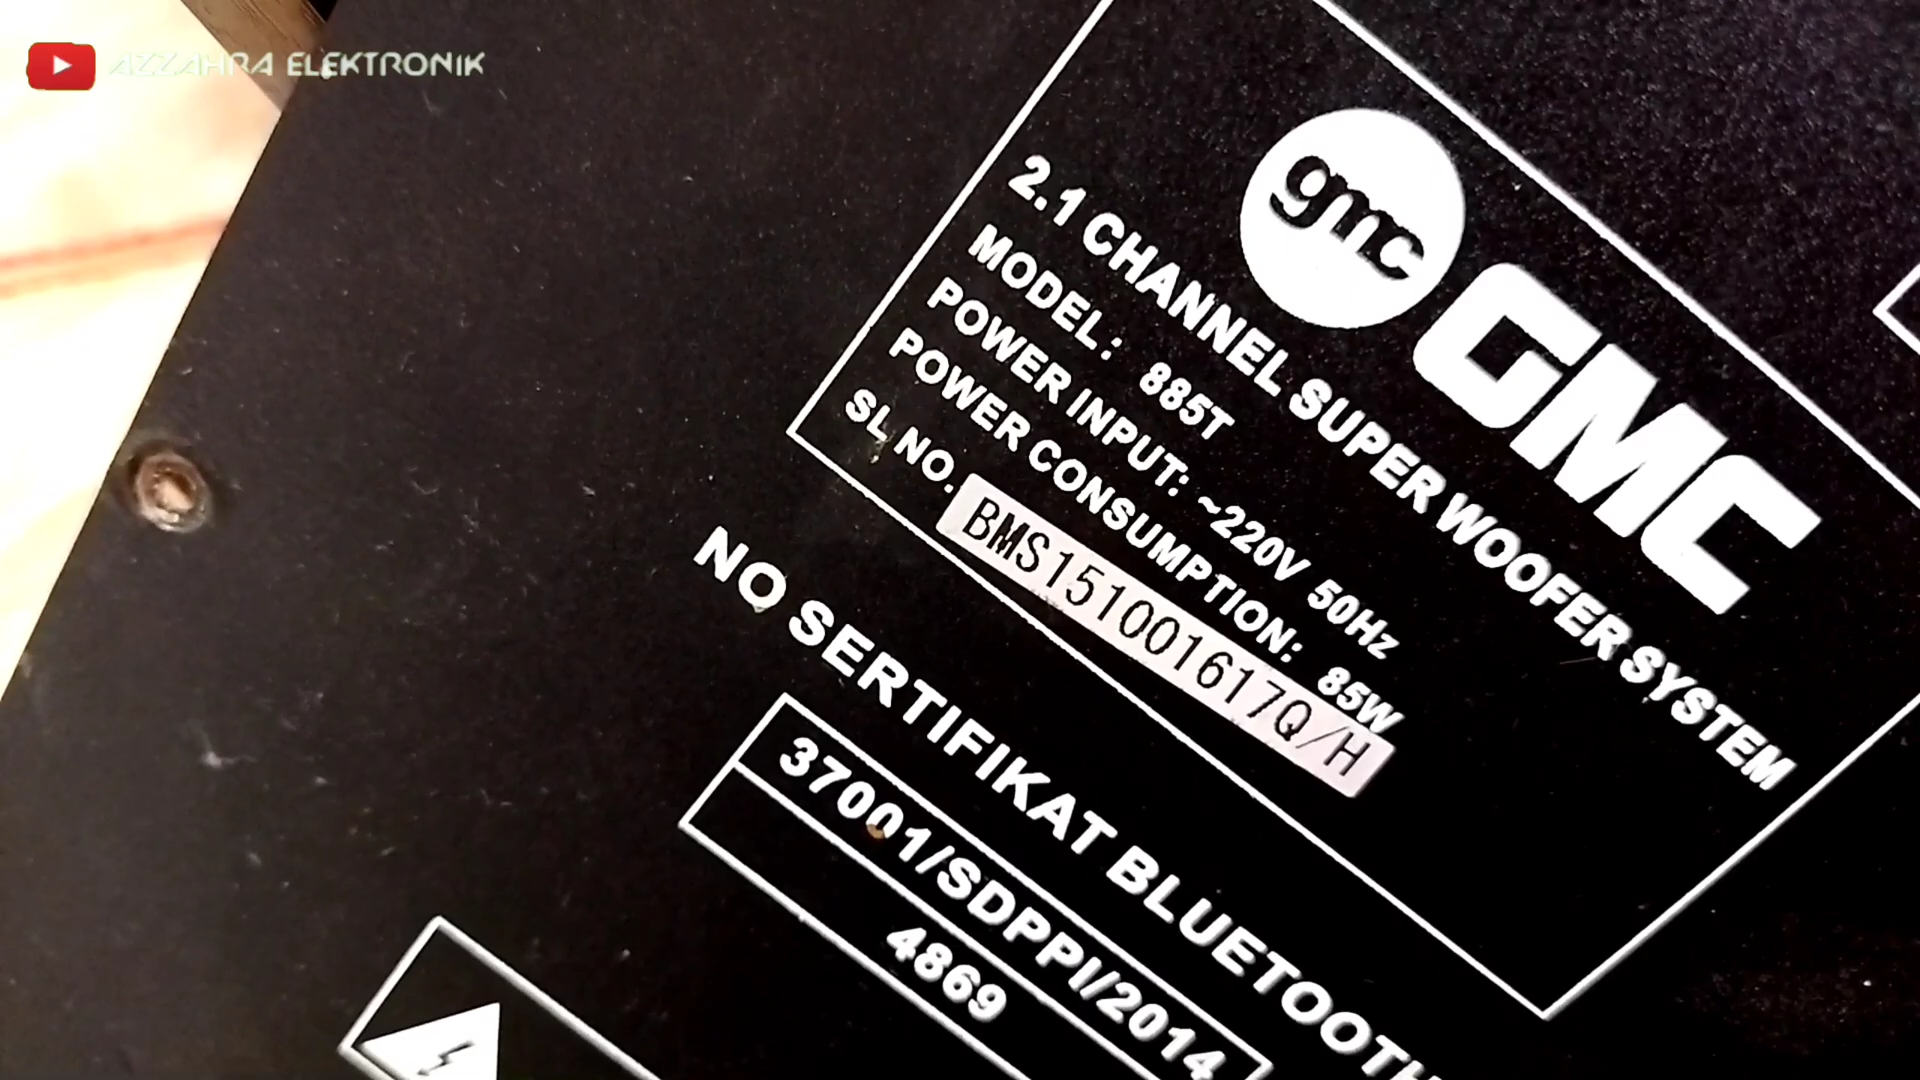 AZZAHRA ELEKTRONIK
gmc
GMC
2.1 CHANNEL SUPER WOOFER SYSTEM
MODEL: 885T
POWER INPUT: ~220V 50Hz
POWER CONSUMPTION: 85W
SL NO. BMS151001617Q/H
NO SERTIFIKAT BLUETOOTH
37001/SDPPI/2014
4869